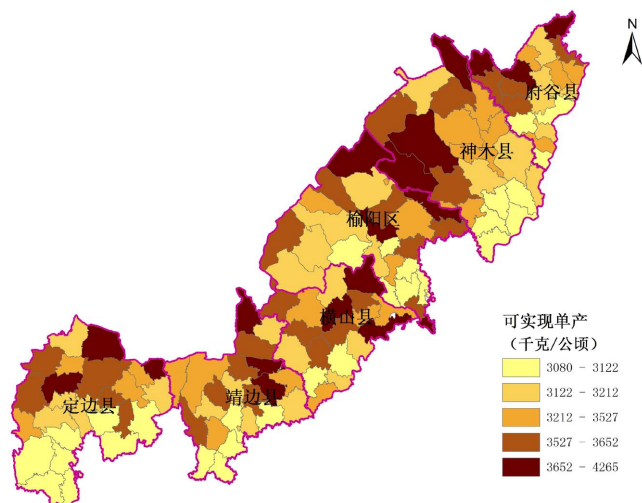 N
府谷县
神木县
榆阳区
横山县
靖边县
定边县
可实现单产
（千克/公顷）
3080 - 3122
3122 - 3212
3212 - 3527
3527 - 3652
3652 - 4265